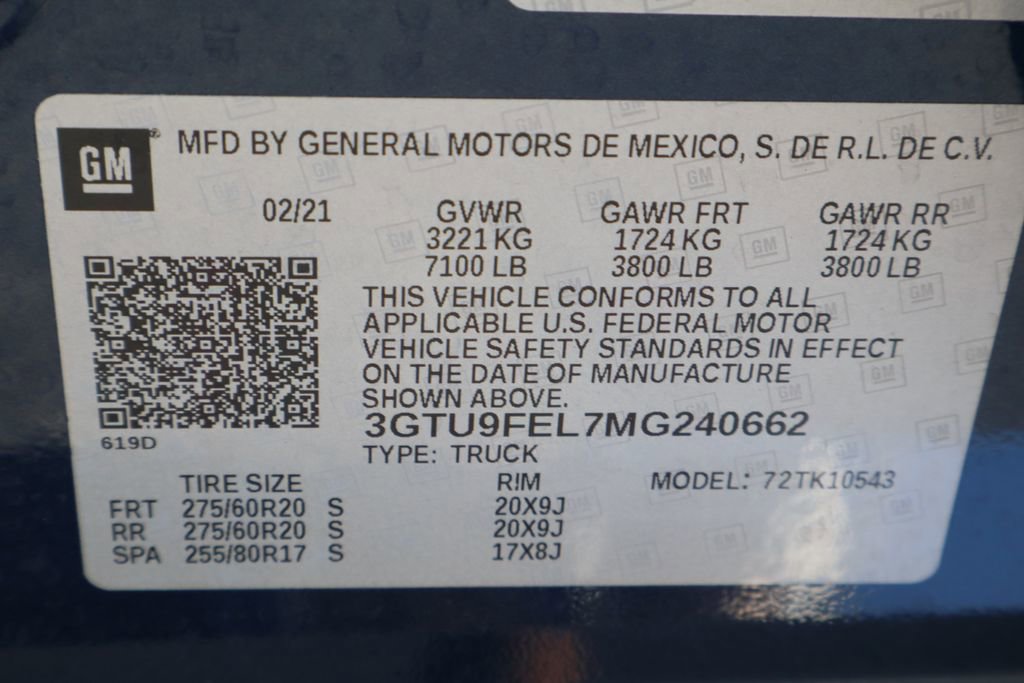 GM
MFD BY GENERAL MOTORS DE MEXICO, S. DE R.L. DE C.V.
02/21 GVWR GAWR FRT GAWR RR
3221 KG 1724 KG 1724 KG
7100 LB 3800 LB 3800 LB
THIS VEHICLE CONFORMS TO ALL
APPLICABLE U.S. FEDERAL MOTOR
VEHICLE SAFETY STANDARDS IN EFFECT
ON THE DATE OF MANUFACTURE
SHOWN ABOVE.
3GTU9FEL7MG240662
619D
TYPE: TRUCK
TIRE SIZE RIM MODEL: 72TK10543
FRT 275/60R20 S 20X9J
RR 275/60R20 S 20X9J
SPA 255/80R17 S 17X8J